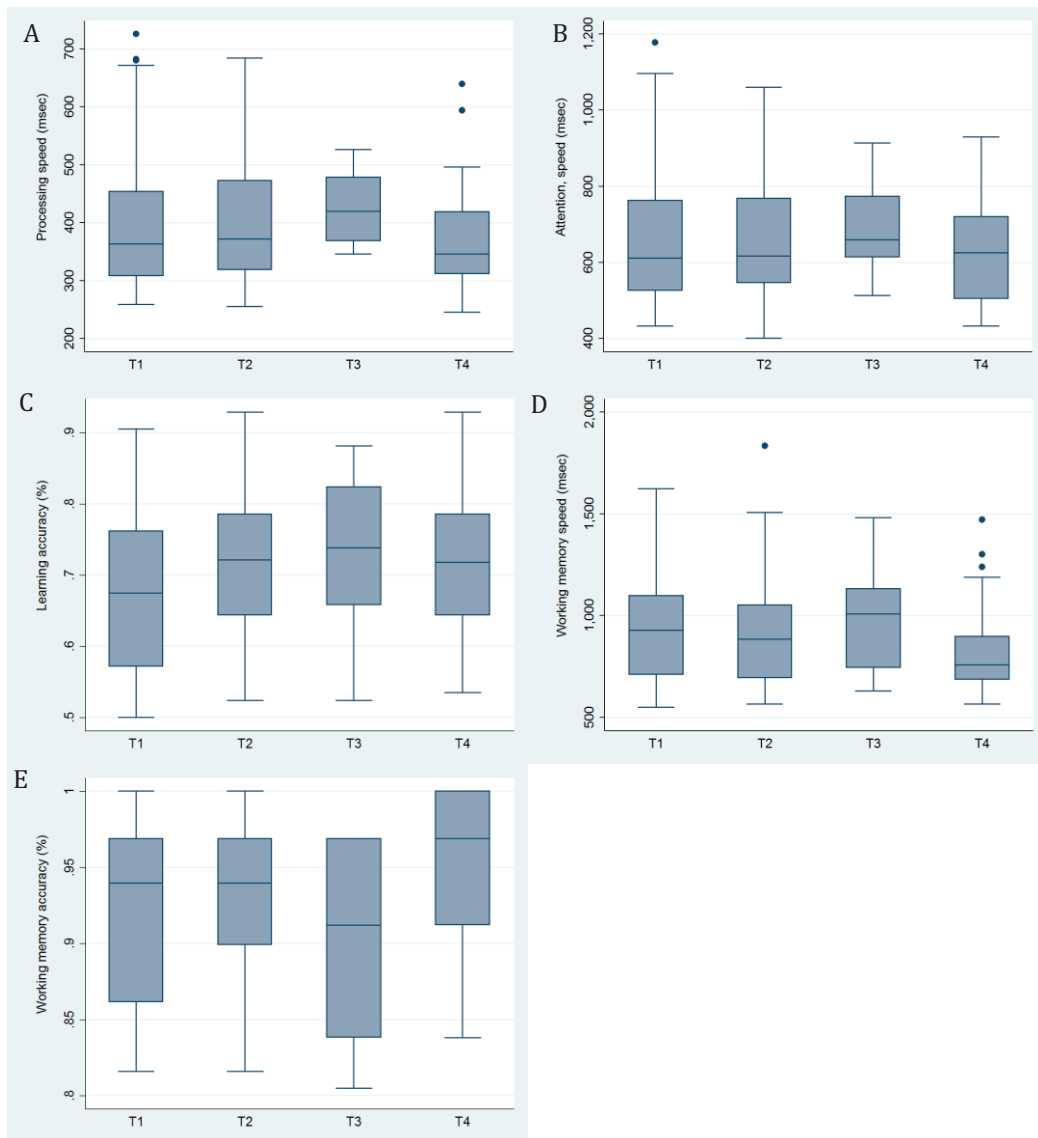 A
Processing speed (msec)
700
600
500
400
300
200
T1 T2 T3 T4
B
Attention, speed (msec)
1,200
1,000
800
600
400
T1 T2 T3 T4
C
Learning accuracy (%)
.9
.8
.7
.6
.5
T1 T2 T3 T4
D
Working memory speed (msec)
2,000
1,500
1,000
500
T1 T2 T3 T4
E
Working memory accuracy (%)
1
.95
.9
.85
.8
T1 T2 T3 T4